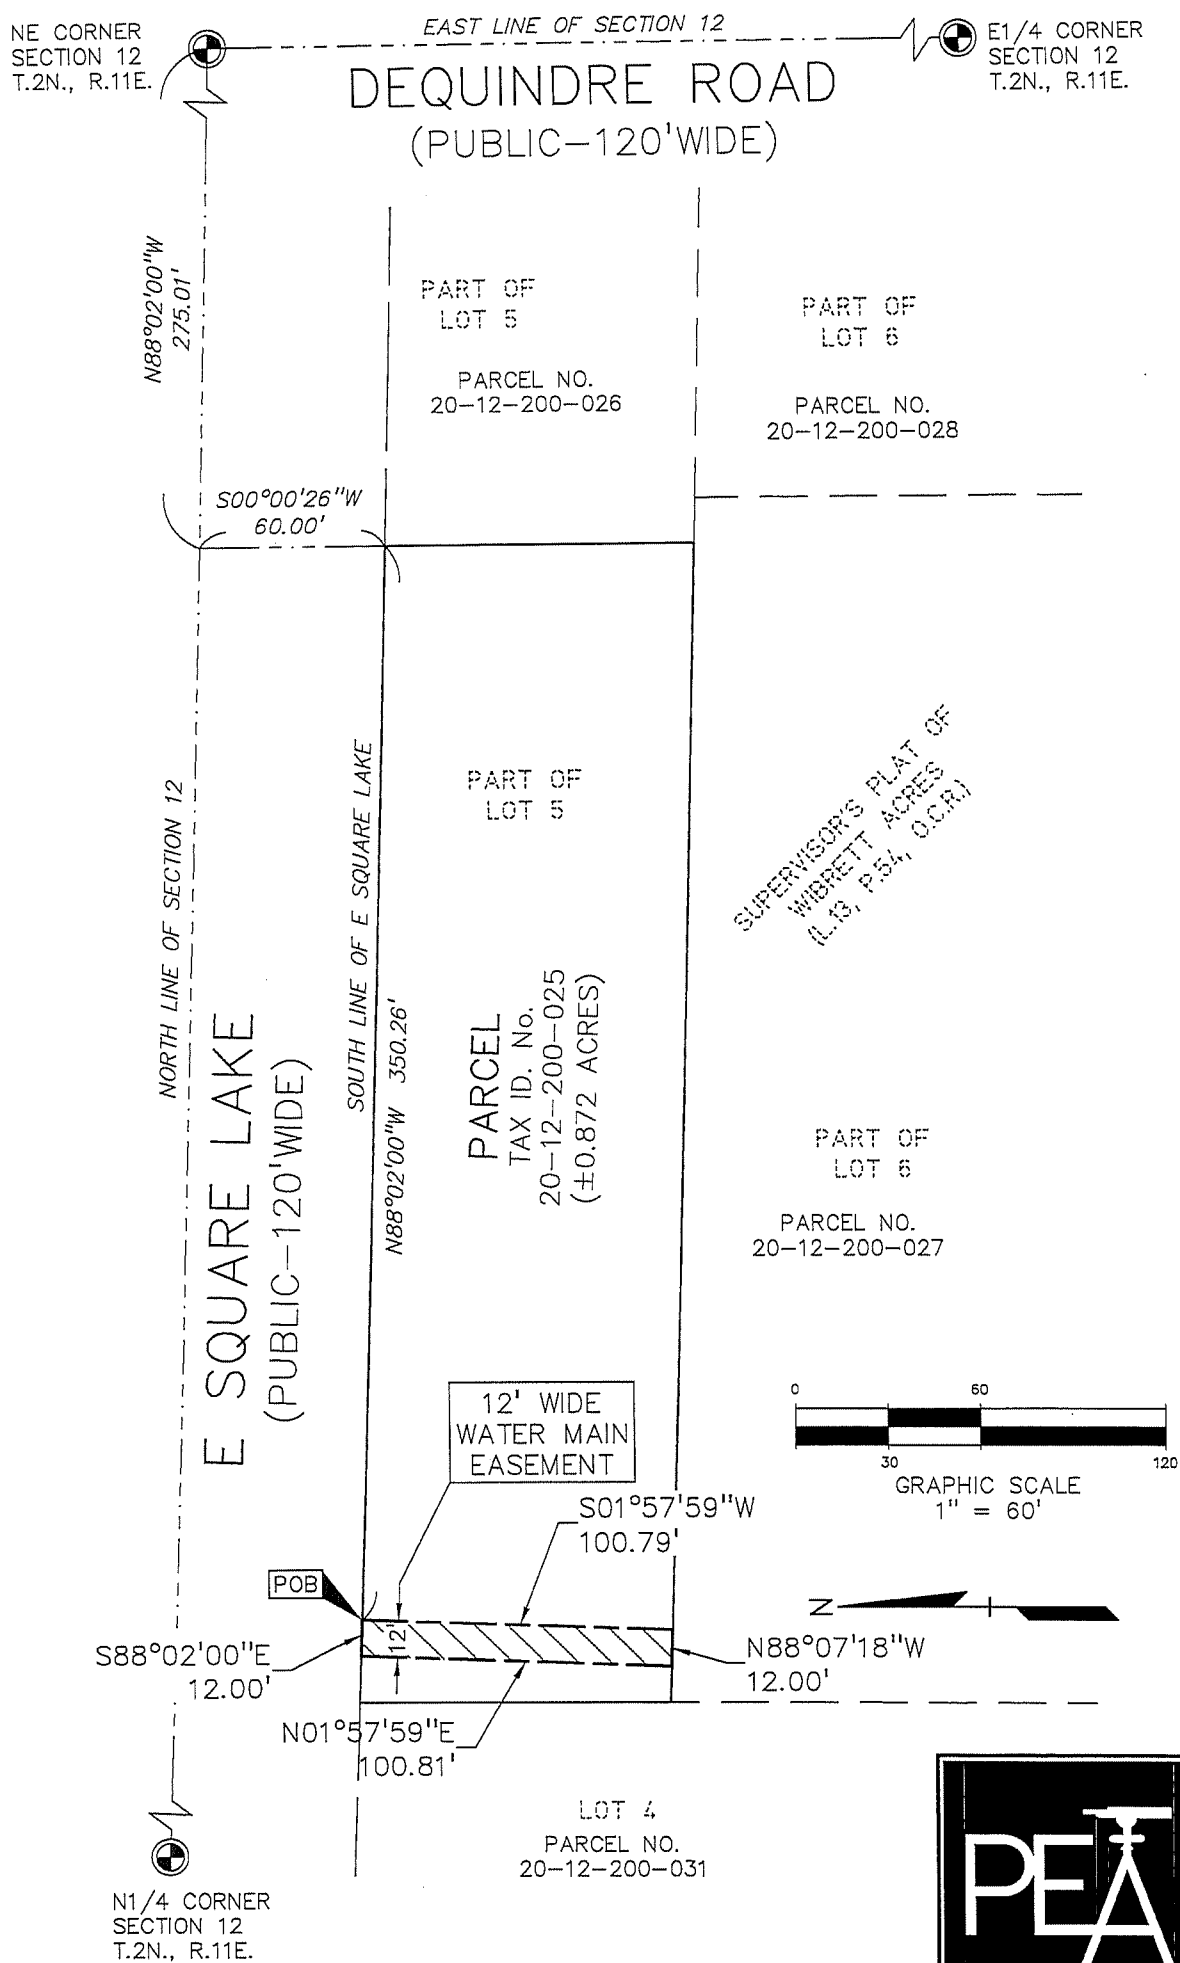 NE CORNER
SECTION 12
T.2N., R.11E.
EAST LINE OF SECTION 12
E1/4 CORNER
SECTION 12
T.2N., R.11E.
DEQUINDRE ROAD
(PUBLIC-120'WIDE)
N88°02'00"W
275.01'
PART OF
LOT 5
PARCEL NO.
20-12-200-026
PART OF
LOT 6
PARCEL NO.
20-12-200-028
S00°00'26"W
60.00'
NORTH LINE OF SECTION 12
E SQUARE LAKE
(PUBLIC-120'WIDE)
SOUTH LINE OF E SQUARE LAKE
N88°02'00"W 350.26'
PART OF
LOT 5
PARCEL
TAX ID. No.
20-12-200-025
(±0.872 ACRES)
SUPERVISOR'S PLAT OF
WIBRETT ACRES
(L.13, P.54, O.C.R.)
PART OF
LOT 6
PARCEL NO.
20-12-200-027
12' WIDE
WATER MAIN
EASEMENT
0 60
30 120
GRAPHIC SCALE
1" = 60'
S01°57'59"W
100.79'
POB
N
12'
S88°02'00"E
12.00'
N88°07'18"W
12.00'
N01°57'59"E
100.81'
LOT 4
PARCEL NO.
20-12-200-031
N1/4 CORNER
SECTION 12
T.2N., R.11E.
PEA